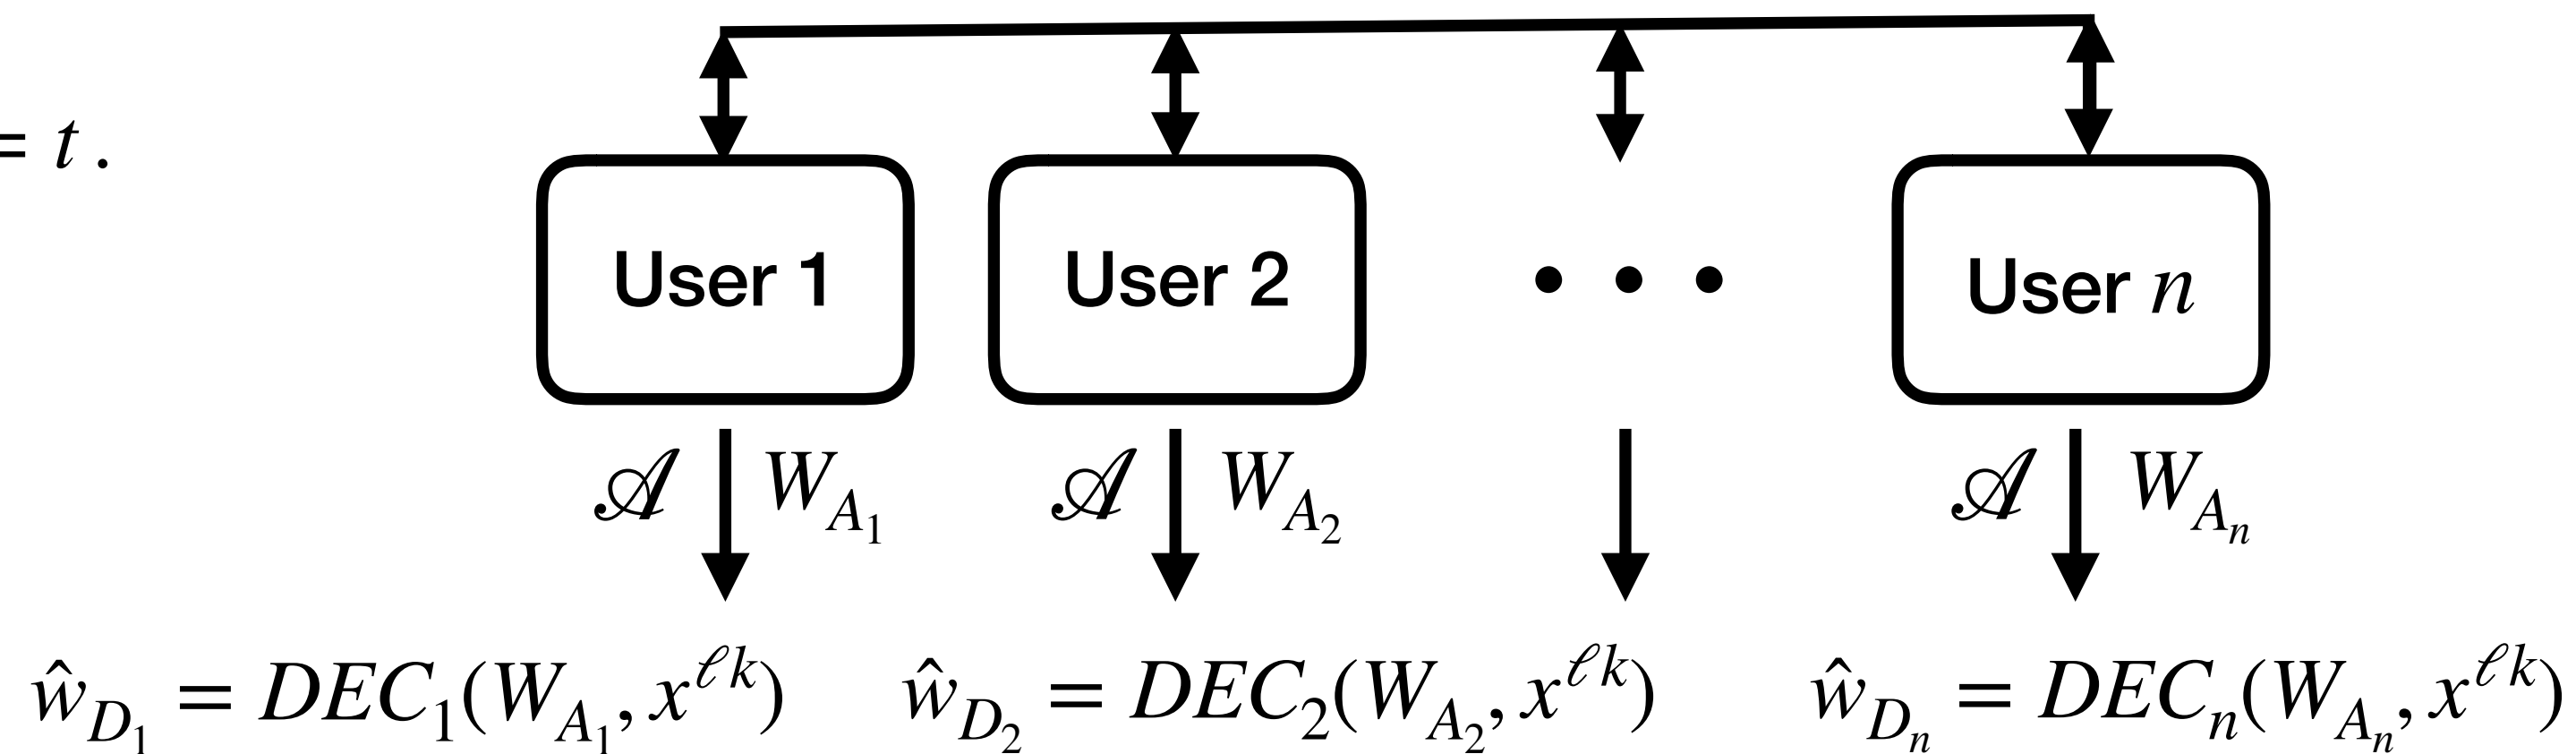 = t .
User 1 User 2 • • • User n
𝒜 W_{A_1} 𝒜 W_{A_2} 𝒜 W_{A_n}
ŵ_{D_1} = DEC_1(W_{A_1}, x^{ℓk}) ŵ_{D_2} = DEC_2(W_{A_2}, x^{ℓk}) ŵ_{D_n} = DEC_n(W_{A_n}, x^{ℓk})